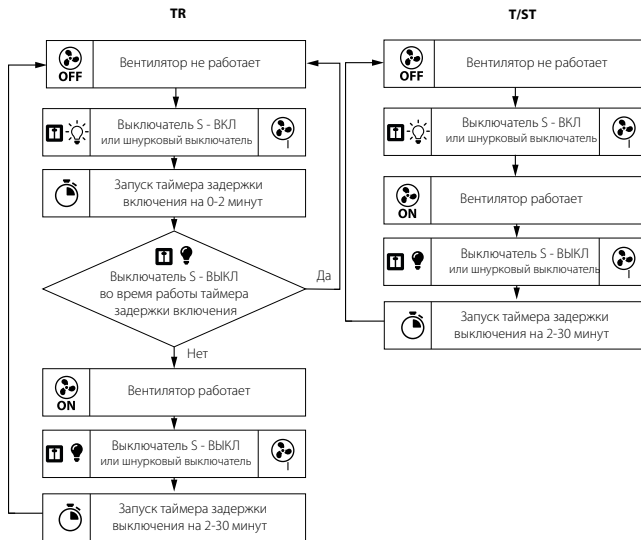 TR
OFF
Вентилятор не работает
Выключатель S - ВКЛ
или шнурковый выключатель
Запуск таймера задержки
включения на 0-2 минут
Выключатель S - ВЫКЛ
во время работы таймера
задержки включения
Да
Нет
ON
Вентилятор работает
Выключатель S - ВЫКЛ
или шнурковый выключатель
Запуск таймера задержки
выключения на 2-30 минут
T/ST
OFF
Вентилятор не работает
Выключатель S - ВКЛ
или шнурковый выключатель
ON
Вентилятор работает
Выключатель S - ВЫКЛ
или шнурковый выключатель
Запуск таймера задержки
выключения на 2-30 минут